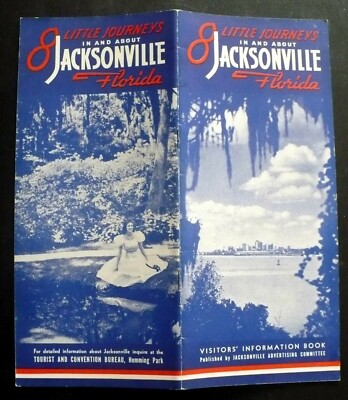 8 LITTLE JOURNEYS
IN AND ABOUT
JACKSONVILLE
Florida
For detailed information about Jacksonville inquire at the
TOURIST AND CONVENTION BUREAU, Hemming Park
8 LITTLE JOURNEYS
IN AND ABOUT
JACKSONVILLE
Florida
VISITORS' INFORMATION BOOK
Published by JACKSONVILLE ADVERTISING COMMITTEE